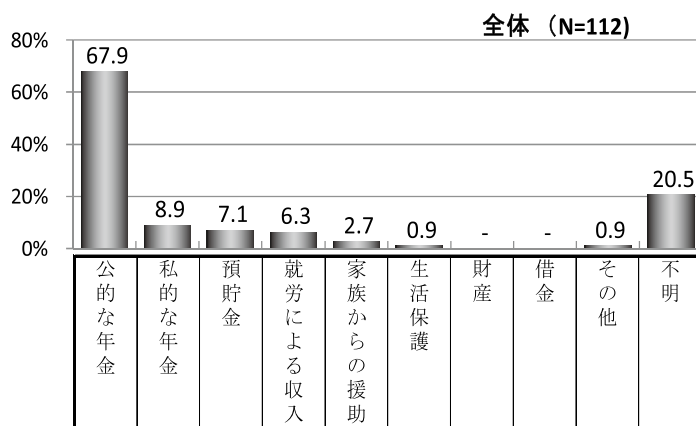 全体 （N=112)
80%
60%
40%
20%
0%
67.9
8.9
7.1
6.3
2.7
0.9
-
-
0.9
20.5
公的な年金
私的な年金
預貯金
就労による収入
家族からの援助
生活保護
財産
借金
その他
不明